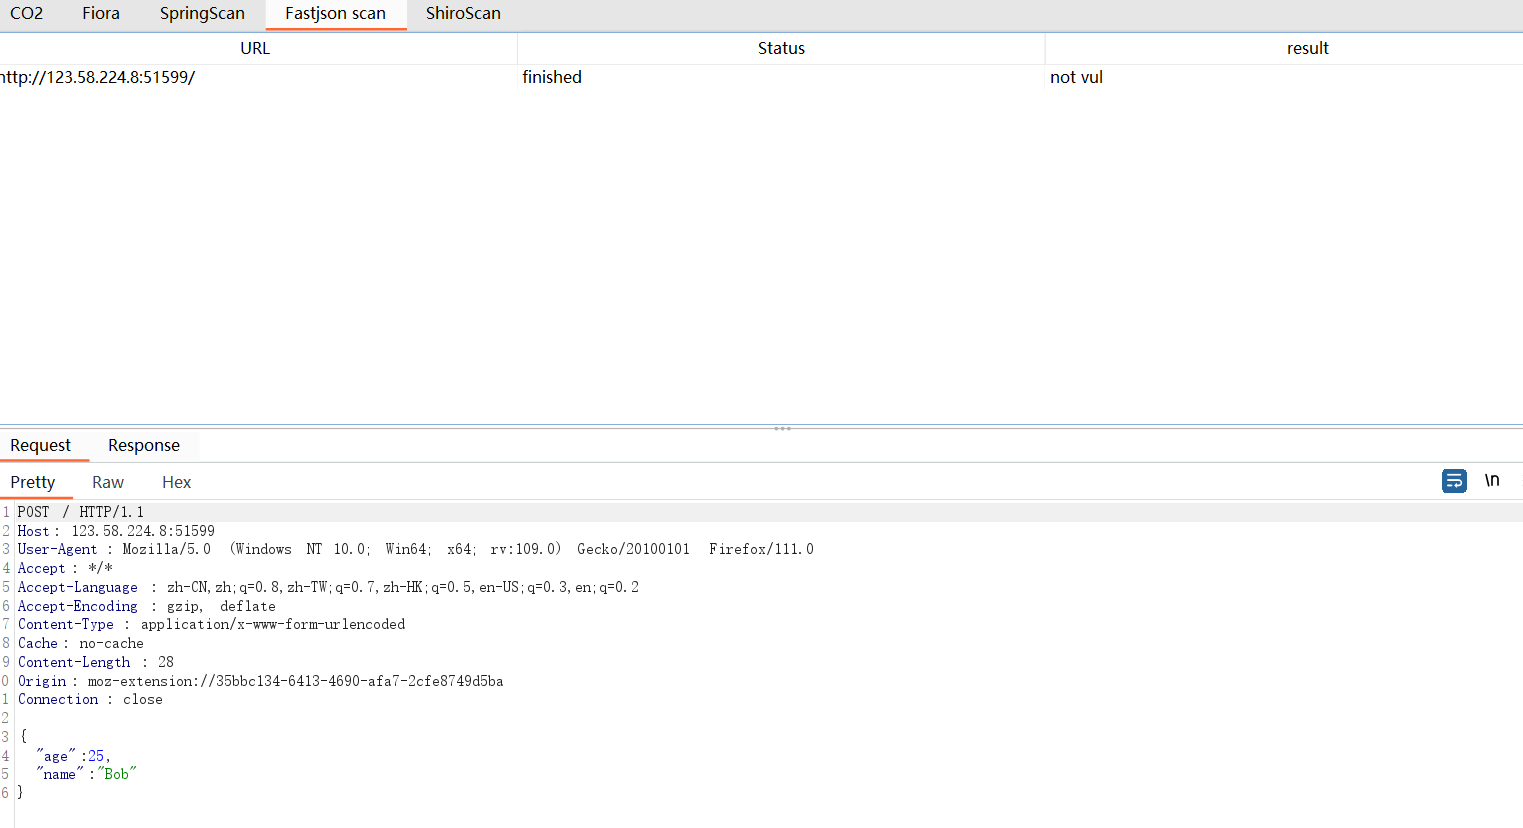 CO2 Fiora SpringScan Fastjson scan ShiroScan
URL Status result
http://123.58.224.8:51599/ finished not vul
Request Response
Pretty Raw Hex \n
1 POST / HTTP/1.1
2 Host: 123.58.224.8:51599
3 User-Agent: Mozilla/5.0 (Windows NT 10.0; Win64; x64; rv:109.0) Gecko/20100101 Firefox/111.0
4 Accept: */*
5 Accept-Language: zh-CN,zh;q=0.8,zh-TW;q=0.7,zh-HK;q=0.5,en-US;q=0.3,en;q=0.2
6 Accept-Encoding: gzip, deflate
7 Content-Type: application/x-www-form-urlencoded
8 Cache: no-cache
9 Content-Length: 28
0 Origin: moz-extension://35bbc134-6413-4690-afa7-2cfe8749d5ba
1 Connection: close
2
3 {
4 "age":25,
5 "name":"Bob"
6 }